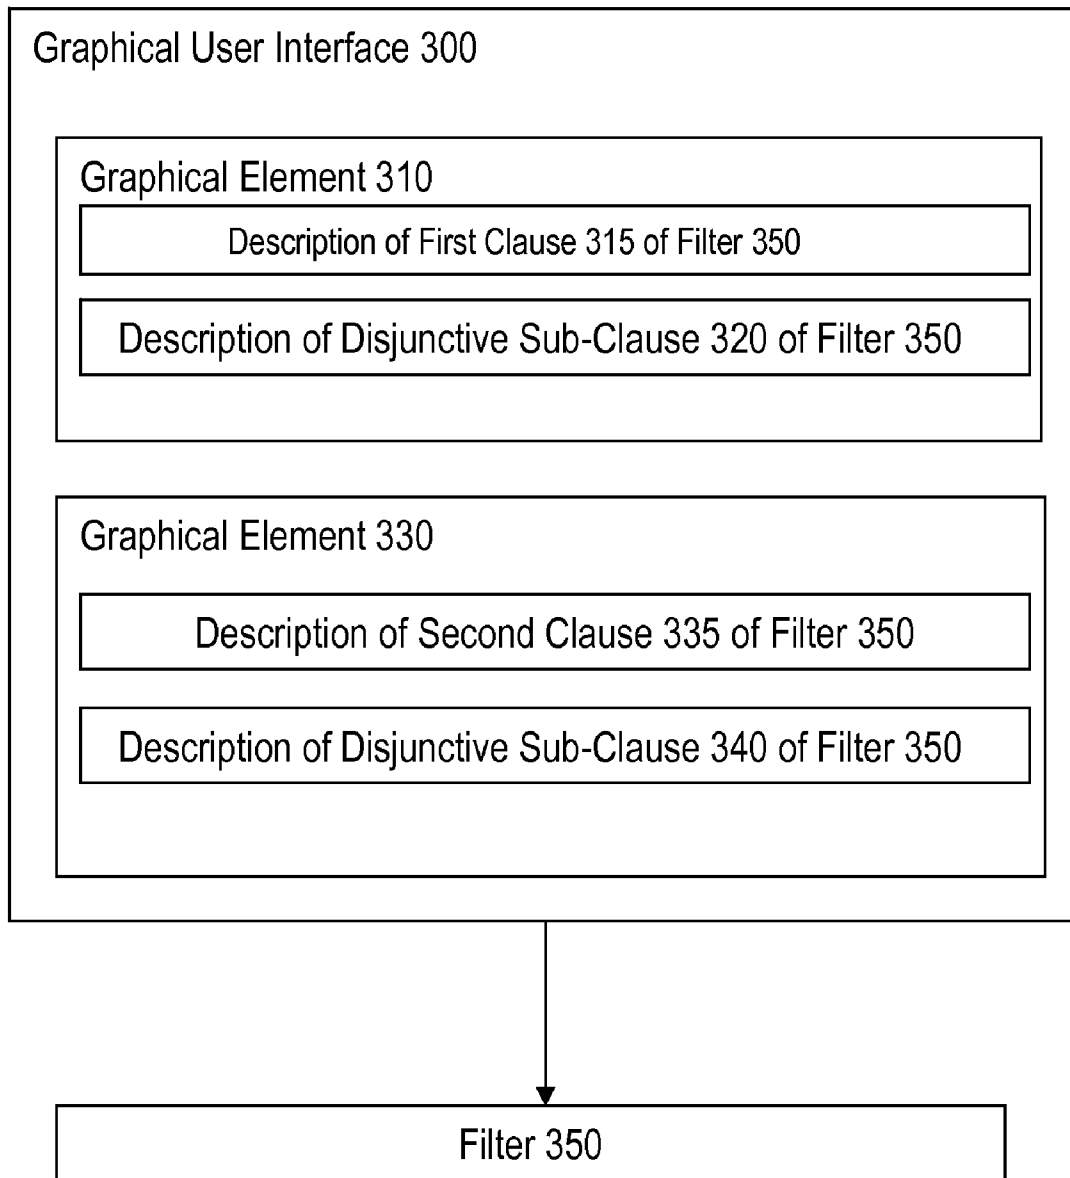 Graphical User Interface 300
Graphical Element 310
Description of First Clause 315 of Filter 350
Description of Disjunctive Sub-Clause 320 of Filter 350
Graphical Element 330
Description of Second Clause 335 of Filter 350
Description of Disjunctive Sub-Clause 340 of Filter 350
Filter 350